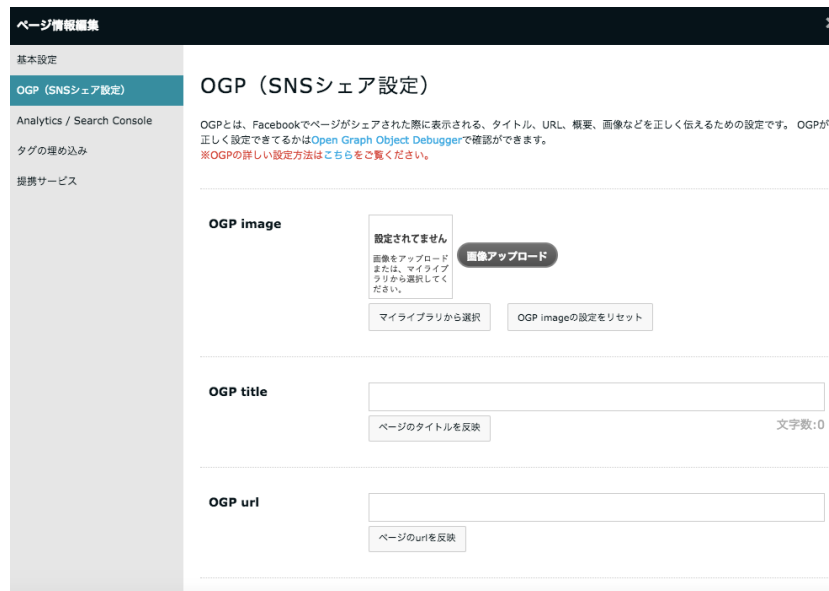 ページ情報編集
基本設定
OGP（SNSシェア設定）
Analytics / Search Console
タグの埋め込み
提携サービス
OGP（SNSシェア設定）
OGPとは、Facebookでページがシェアされた際に表示される、タイトル、URL、概要、画像などを正しく伝えるための設定です。 OGPが
正しく設定できてるかはOpen Graph Object Debuggerで確認ができます。
※OGPの詳しい設定方法はこちらをご覧ください。
OGP image
設定されてません
画像をアップロード
または、マイライブ
ラリから選択してく
ださい。
画像アップロード
マイライブラリから選択
OGP imageの設定をリセット
OGP title
ページのタイトルを反映
文字数:0
OGP url
ページのurlを反映